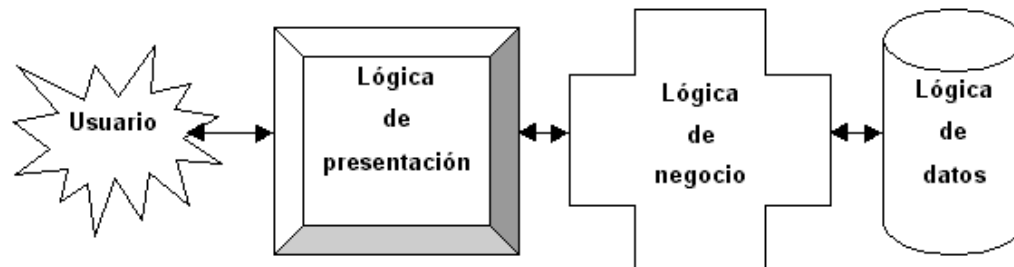 Usuario
Lógica
de
presentación
Lógica
de
negocio
Lógica
de
datos